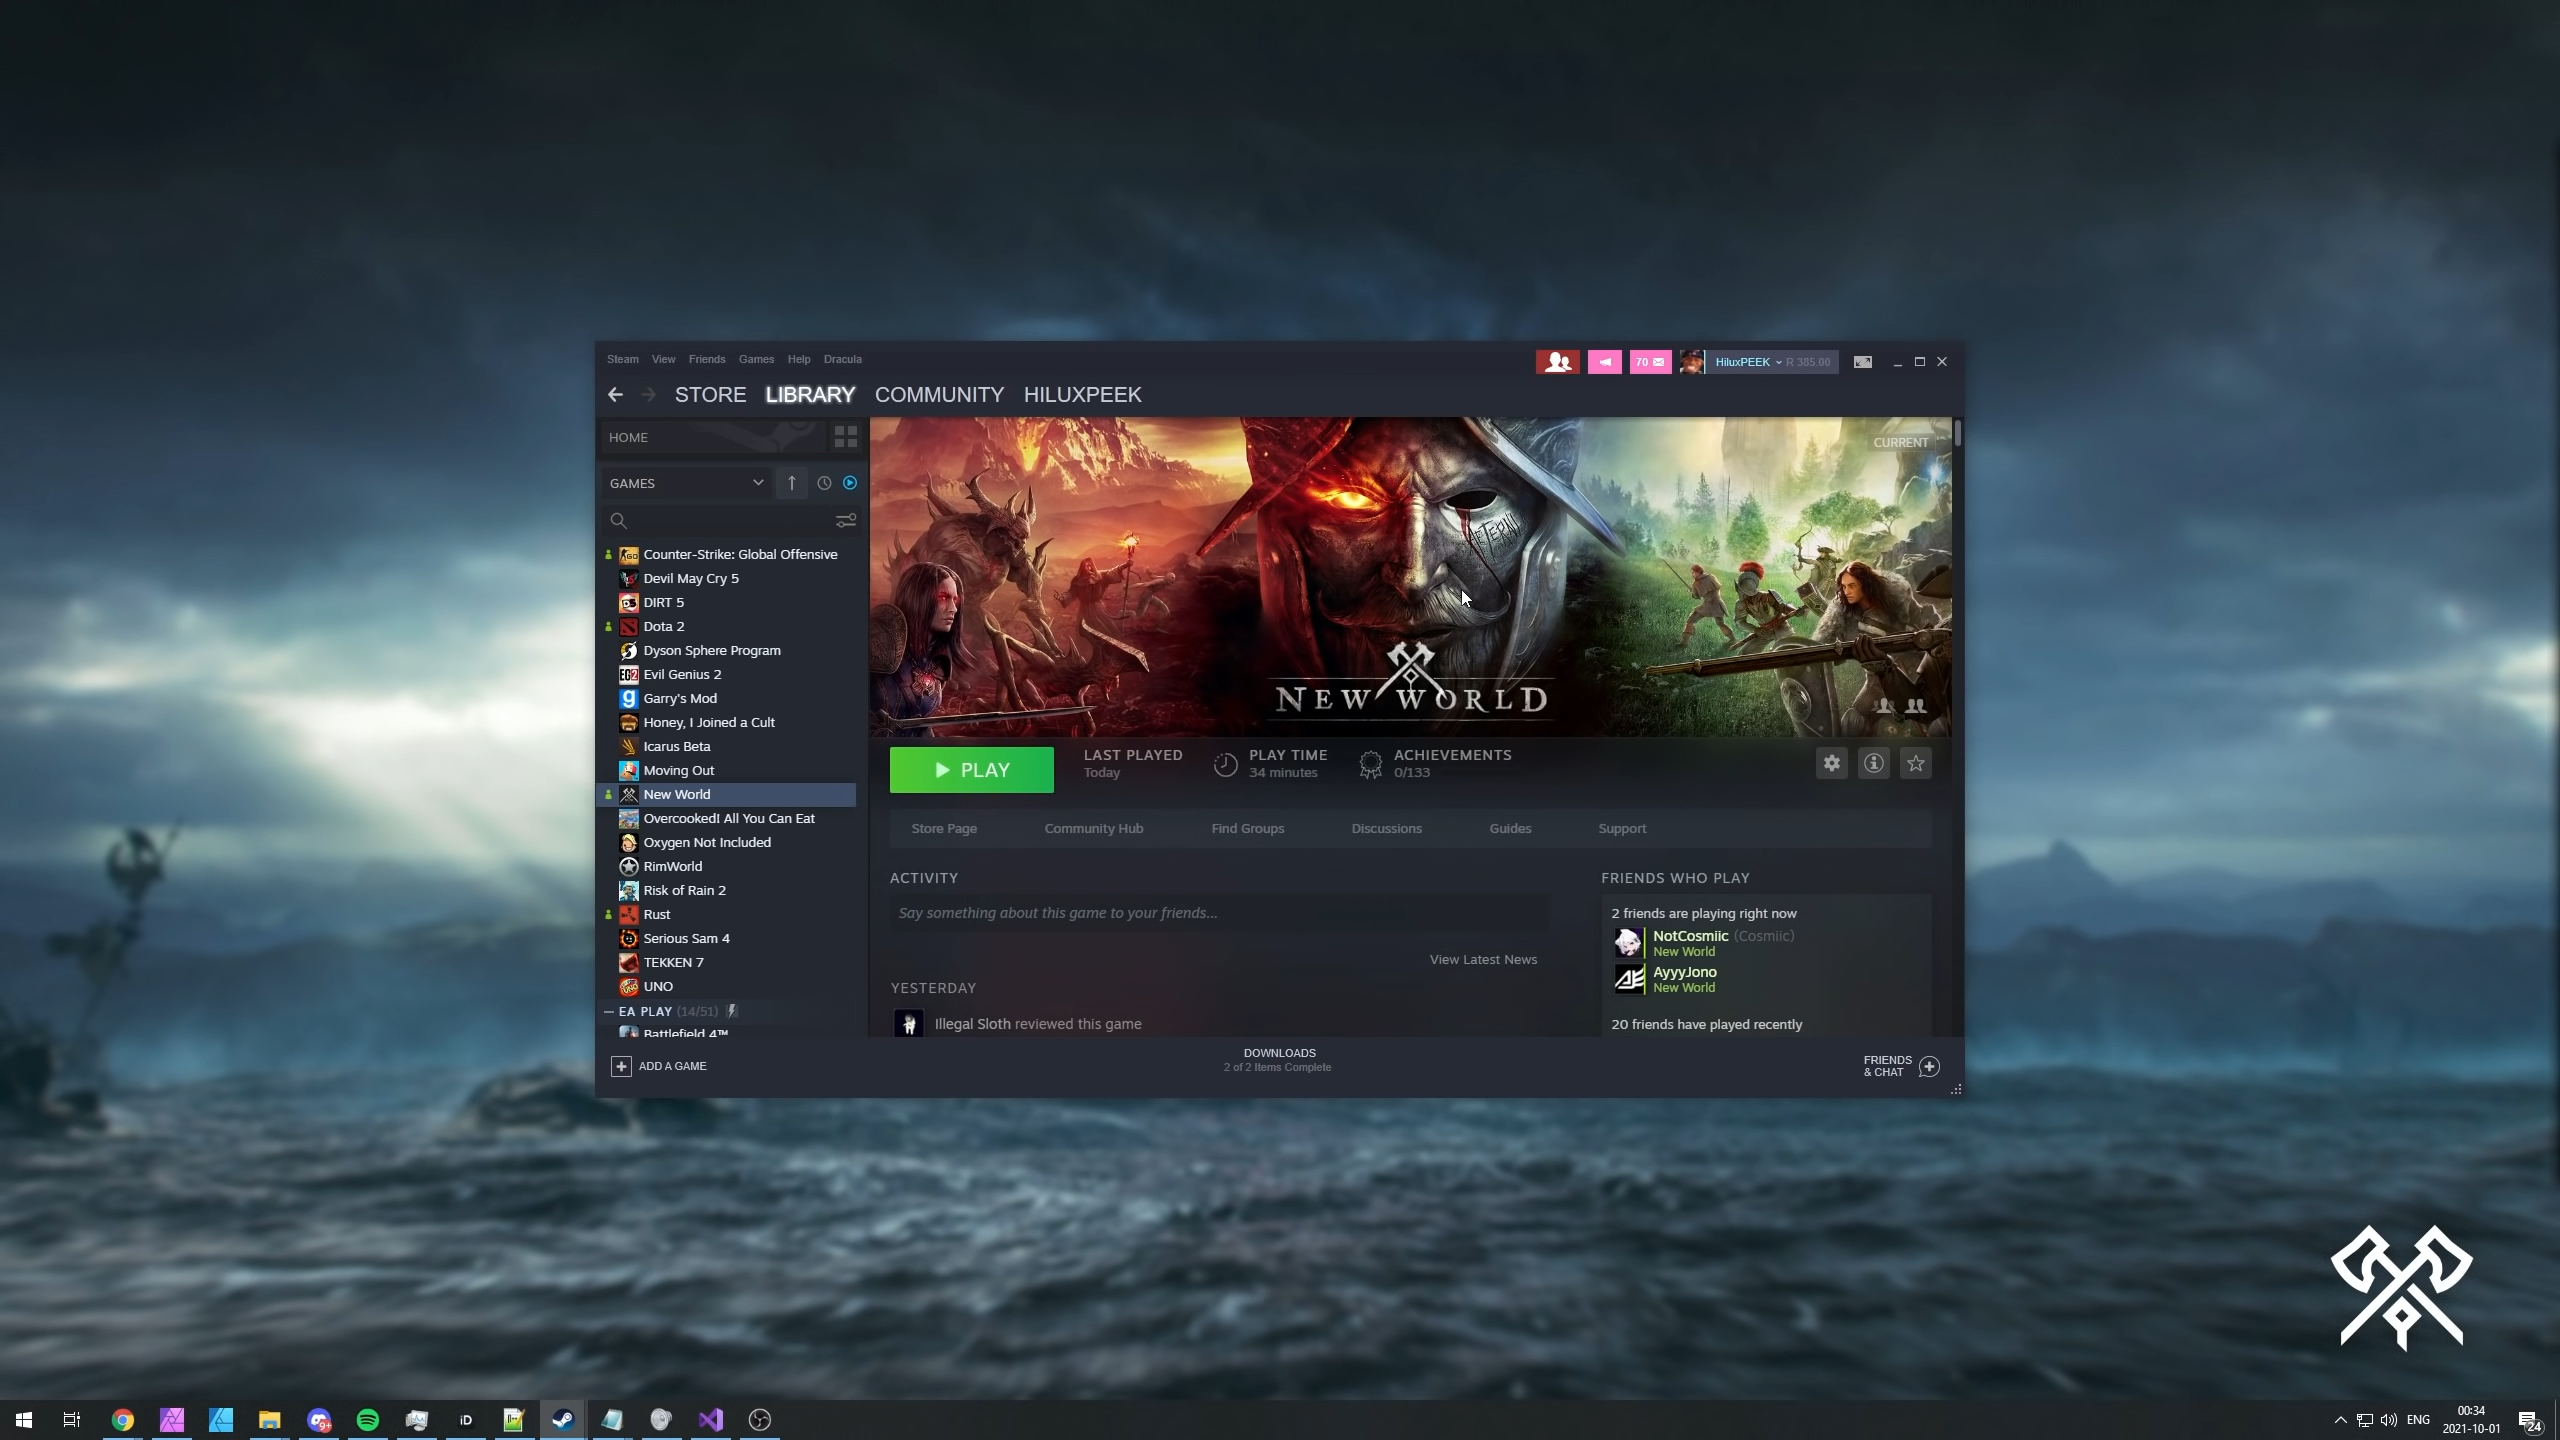 Steam View Friends Games Help Dracula
70
HiluxPEEK R 385.00
STORE LIBRARY COMMUNITY HILUXPEEK
HOME
CURRENT
GAMES
Counter-Strike: Global Offensive
Devil May Cry 5
DIRT 5
Dota 2
Dyson Sphere Program
Evil Genius 2
Garry's Mod
Honey, I Joined a Cult
Icarus Beta
Moving Out
New World
Overcooked! All You Can Eat
Oxygen Not Included
RimWorld
Risk of Rain 2
Rust
Serious Sam 4
TEKKEN 7
UNO
EA PLAY (14/51)
Battlefield 4™
NEW WORLD
PLAY
LAST PLAYED
Today
PLAY TIME
34 minutes
ACHIEVEMENTS
0/133
Store Page Community Hub Find Groups Discussions Guides Support
ACTIVITY
Say something about this game to your friends...
View Latest News
YESTERDAY
Illegal Sloth reviewed this game
FRIENDS WHO PLAY
2 friends are playing right now
NotCosmiic (Cosmiic)
New World
AyyyJono
New World
20 friends have played recently
ADD A GAME
DOWNLOADS
2 of 2 Items Complete
FRIENDS
& CHAT
9+
iD
ENG
00:34
2021-10-01
24